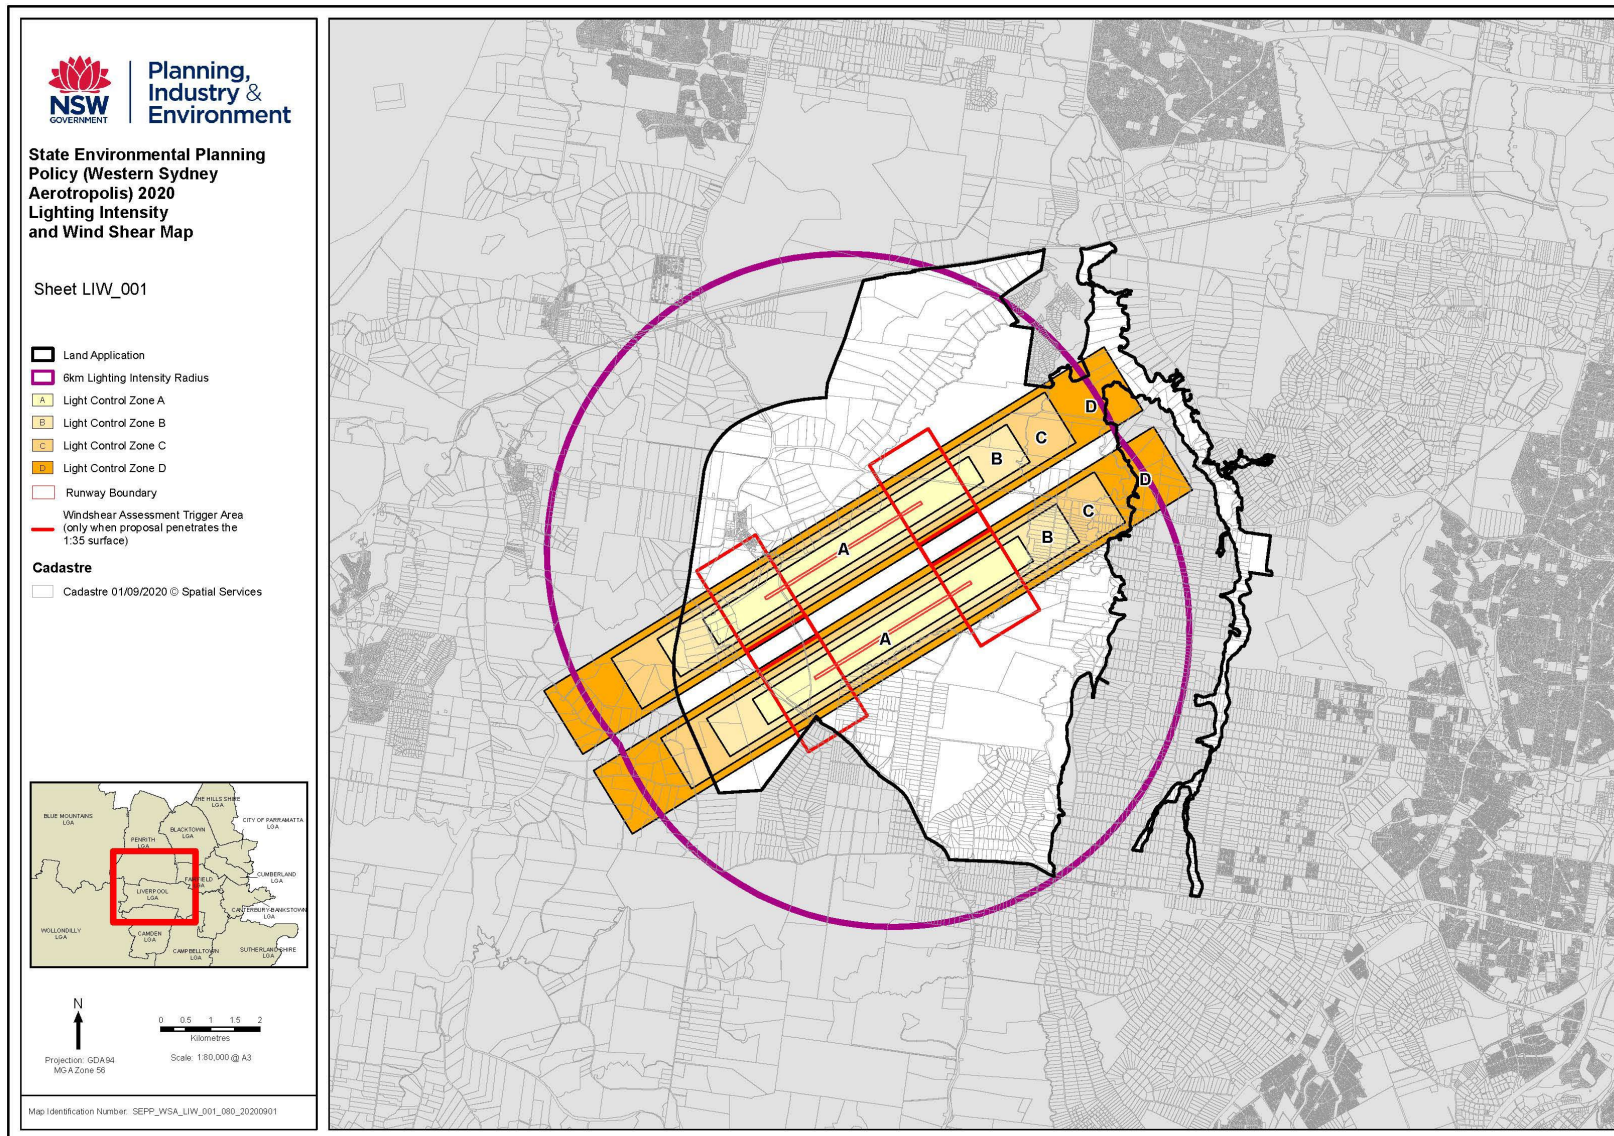 NSW
GOVERNMENT
Planning,
Industry &
Environment
State Environmental Planning
Policy (Western Sydney
Aerotropolis) 2020
Lighting Intensity
and Wind Shear Map
Sheet LIW_001
Land Application
6km Lighting Intensity Radius
A Light Control Zone A
B Light Control Zone B
C Light Control Zone C
D Light Control Zone D
Runway Boundary
Windshear Assessment Trigger Area
(only when proposal penetrates the
1:35 surface)
Cadastre
Cadastre 01/09/2020 © Spatial Services
THE HILLS SHIRE
LGA
BLUE MOUNTAINS
LGA
CITY OF PARRAMATTA
LGA
BLACKTOWN
LGA
PENRITH
LGA
CUMBERLAND
LGA
FAIRFIELD
LGA
LIVERPOOL
LGA
CANTERBURY-BANKSTOWN
LGA
WOLLONDILLY
LGA
CAMDEN
LGA
CAMPBELLTOWN
LGA
SUTHERLAND SHIRE
LGA
N
Projection: GDA94
MGA Zone 56
0 0.5 1 1.5 2
Kilometres
Scale: 1:80,000 @ A3
Map Identification Number: SEPP_WSA_LIW_001_080_20200901
D
C
B
A
D
C
B
A